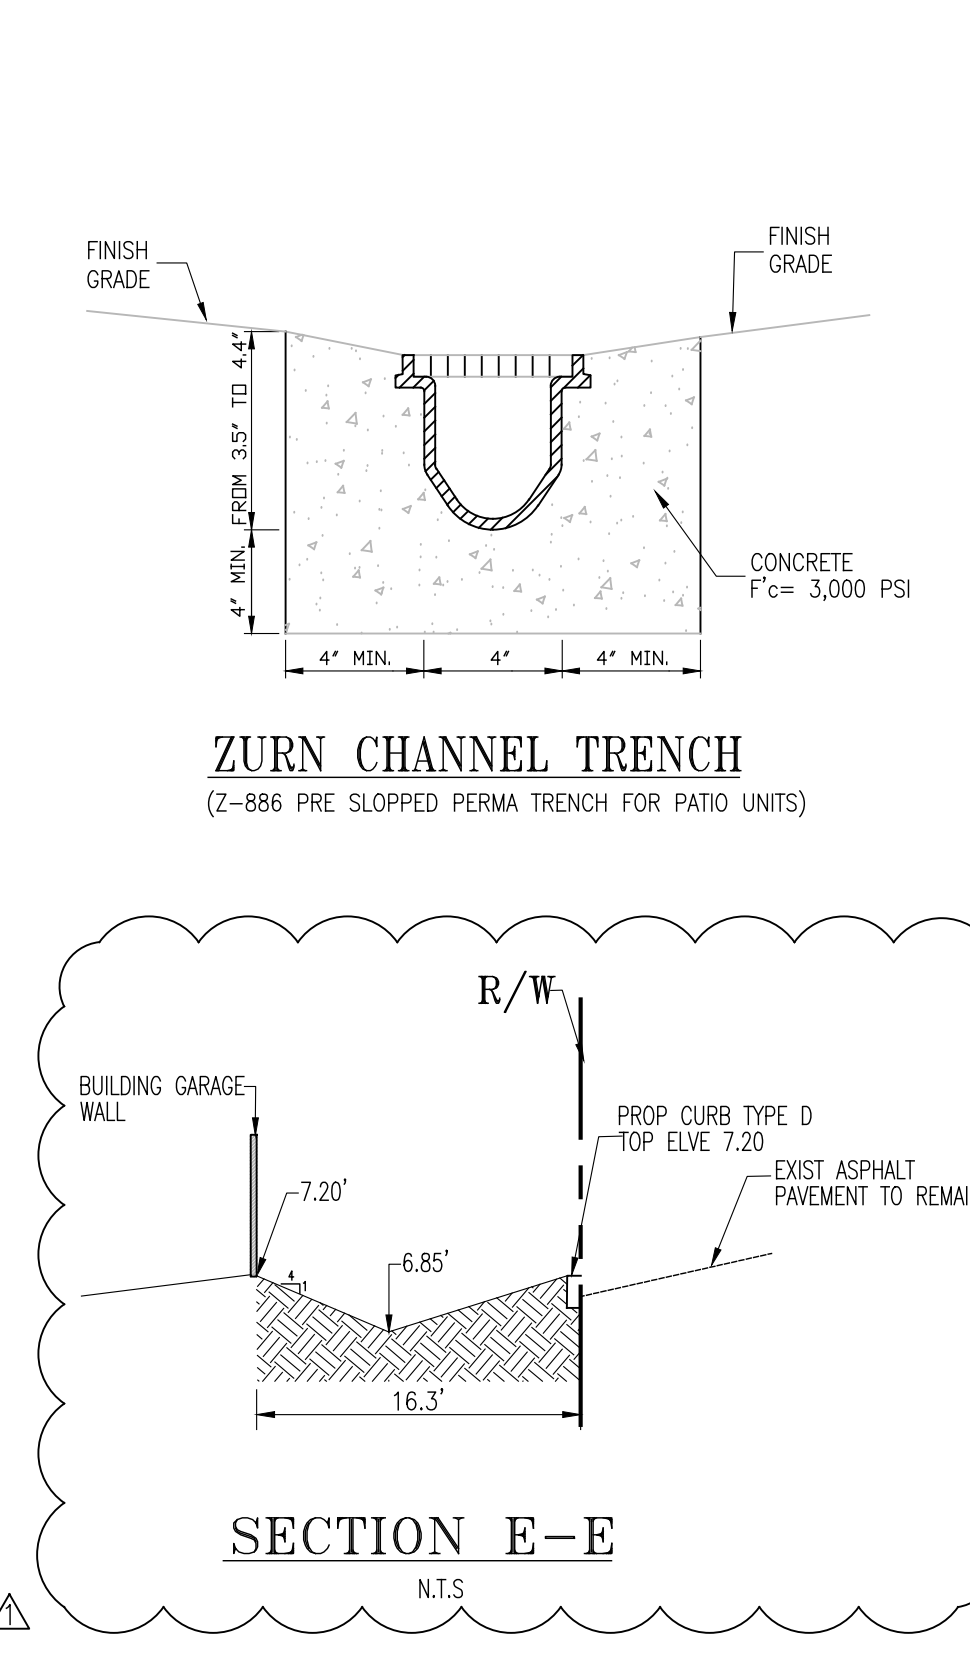 FINISH
GRADE
FINISH
GRADE
FROM 3.5" TO 4.4"
4" MIN.
CONCRETE
F'c= 3,000 PSI
4" MIN.
4"
4" MIN.
ZURN CHANNEL TRENCH
(Z-886 PRE SLOPPED PERMA TRENCH FOR PATIO UNITS)
R/W
BUILDING GARAGE
WALL
PROP CURB TYPE D
TOP ELVE 7.20
EXIST ASPHALT
PAVEMENT TO REMAI
7.20'
6.85'
4
1
16.3'
SECTION E-E
N.T.S
1